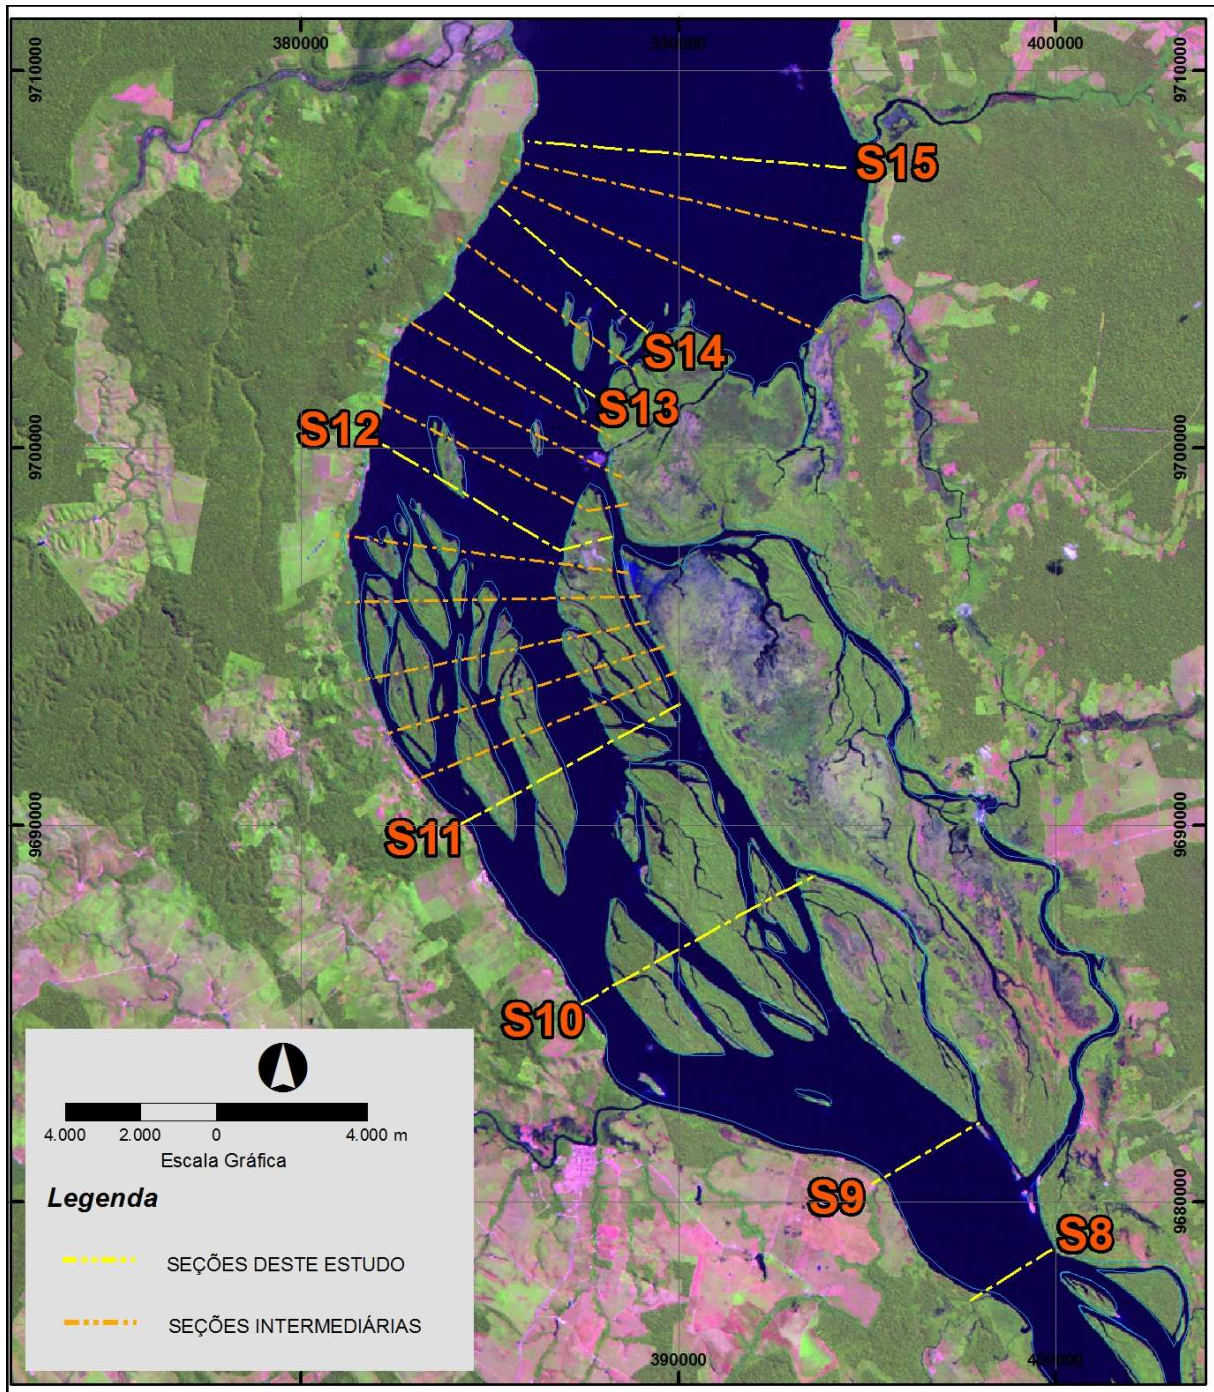 380000
390000
400000
9710000
9710000
S15
S14
S13
S12
9700000
9700000
S11
9690000
9690000
S10
S9
S8
9680000
4.000 2.000 0 4.000 m
Escala Gráfica
Legenda
SEÇÕES DESTE ESTUDO
SEÇÕES INTERMEDIÁRIAS
390000
400000